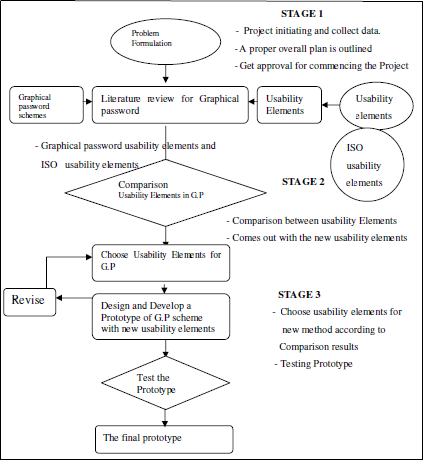 STAGE 1
Problem
Formulation
- Project initiating and collect data.
- A proper overall plan is outlined
- Get approval for commencing the Project
Graphical
password
schemes
Literature review for Graphical
password
Usability
Elements
Usability
elements
ISO
usability
elements
- Graphical password usability elements and
ISO usability elements
Comparison
Usability Elements in G.P
STAGE 2
- Comparison between usability Elements
- Comes out with the new usability elements
Choose Usability Elements for
G.P
Revise
Design and Develop a
Prototype of G.P scheme
with new usability elements
STAGE 3
- Choose usability elements for
new method according to
Comparison results
- Testing Prototype
Test the
Prototype
The final prototype